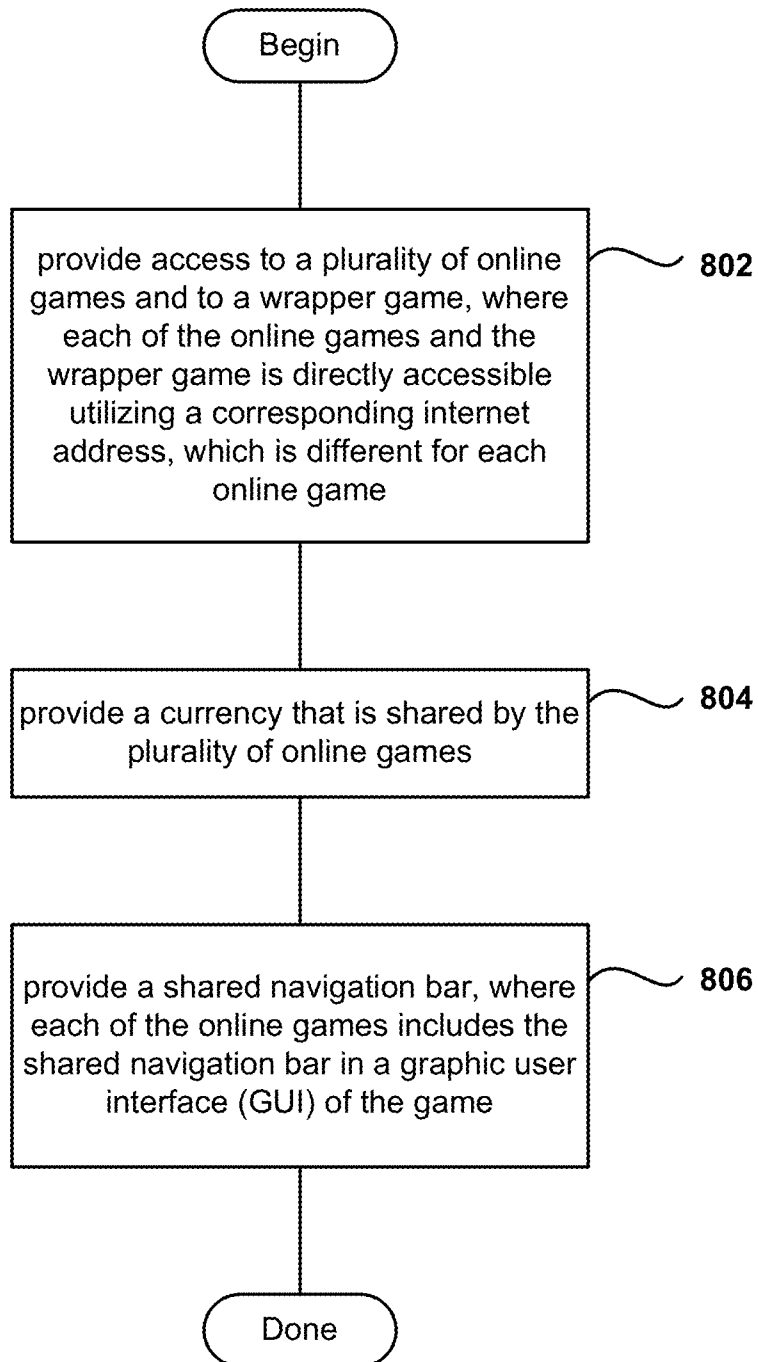 Begin
provide access to a plurality of online
games and to a wrapper game, where
each of the online games and the
wrapper game is directly accessible
utilizing a corresponding internet
address, which is different for each
online game
802
provide a currency that is shared by the
plurality of online games
804
provide a shared navigation bar, where
each of the online games includes the
shared navigation bar in a graphic user
interface (GUI) of the game
806
Done